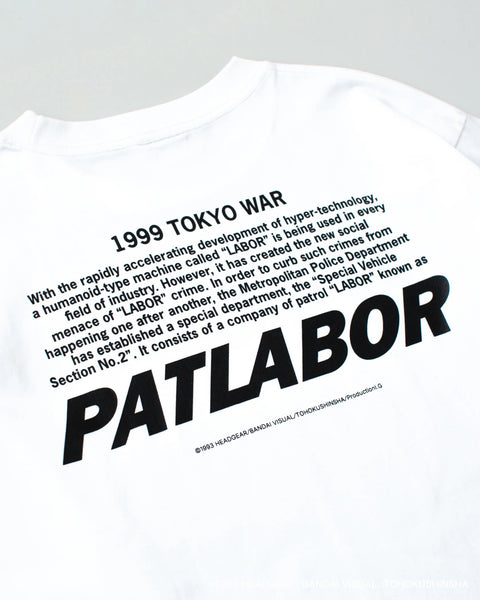 1999 TOKYO WAR
With the rapidly accelerating development of hyper-technology,
a humanoid-type machine called "LABOR" is being used in every
field of industry. However, it has created the new social
menace of "LABOR" crime. In order to curb such crimes from
happening one after another, the Metropolitan Police Department
has established a special department, the "Special Vehicle
Section No.2". It consists of a company of patrol "LABOR" known as
PATLABOR
©1993 HEADGEAR/BANDAI VISUAL/TOHOKUSHINSHA/Production I.G
BANDAI VISUAL /TOHOKUSHINSHA